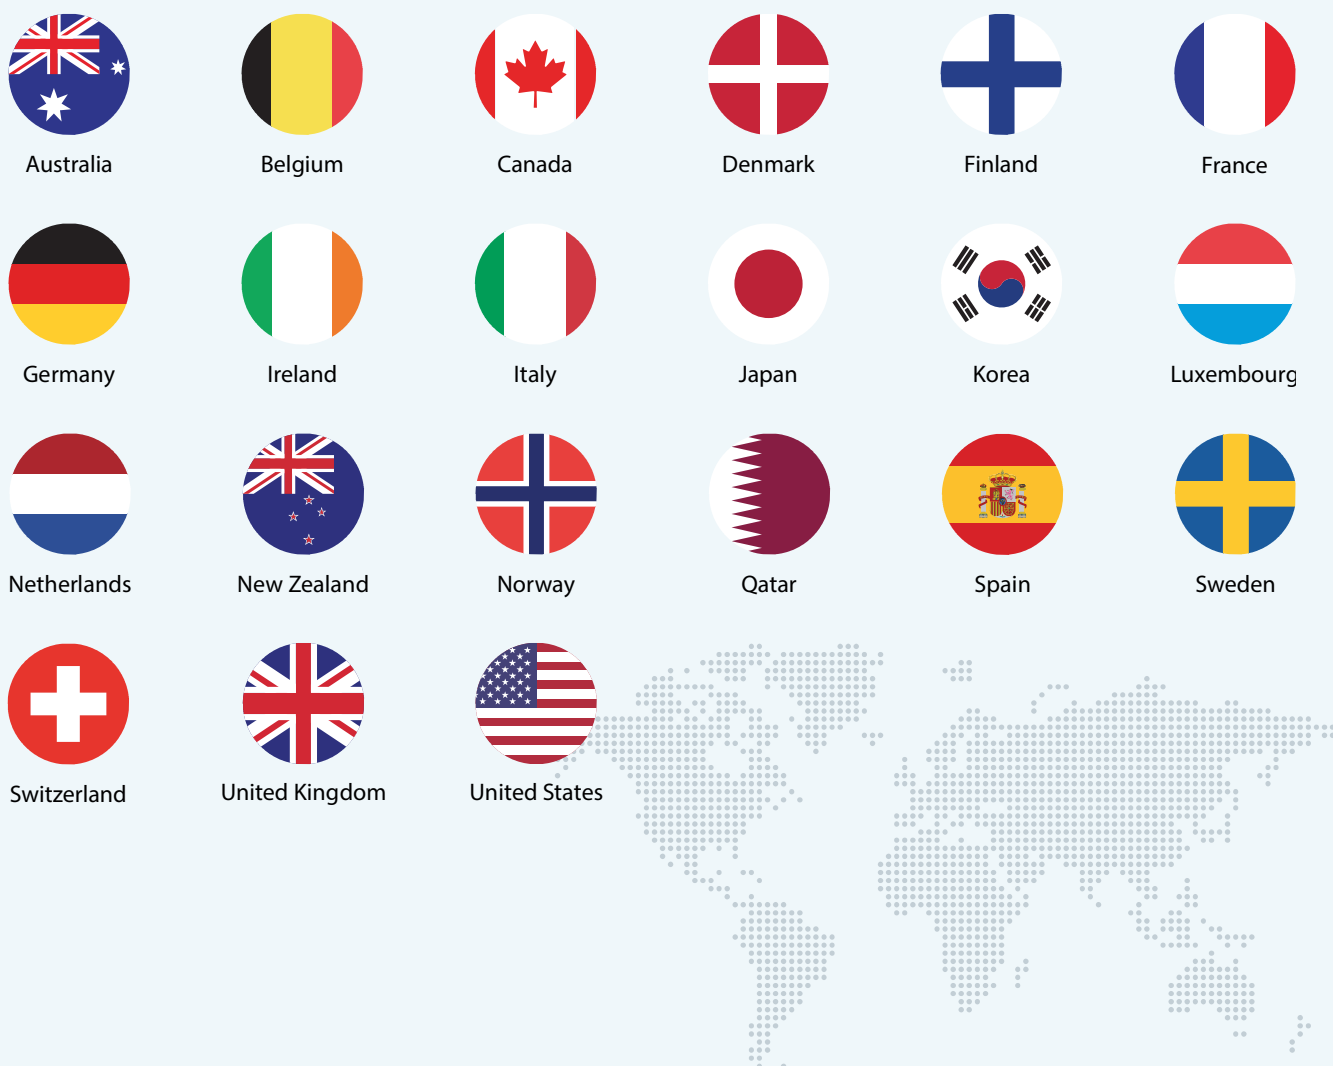 Australia
Belgium
Canada
Denmark
Finland
France
Germany
Ireland
Italy
Japan
Korea
Luxembourg
Netherlands
New Zealand
Norway
Qatar
Spain
Sweden
Switzerland
United Kingdom
United States